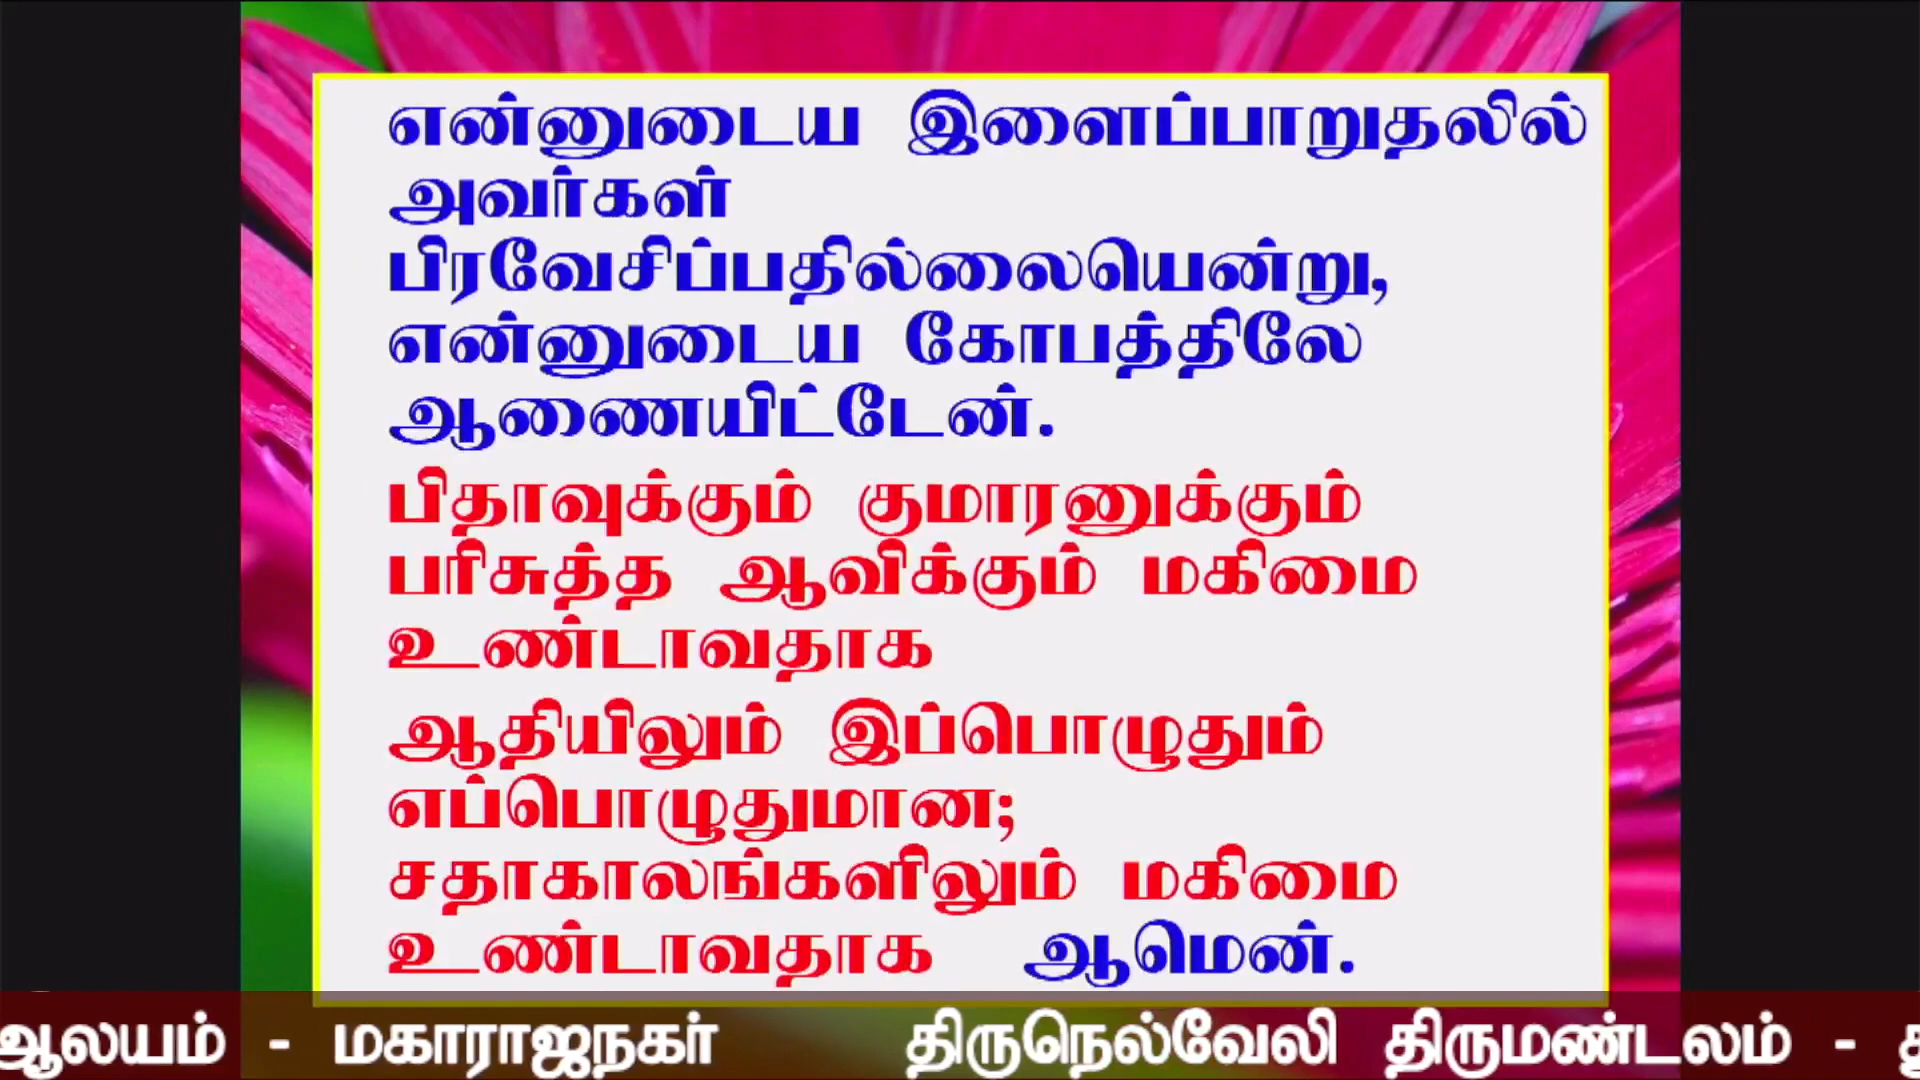 என்னுடைய இளைப்பாறுதலில்
அவர்கள்
பிரவேசிப்பதில்லையென்று,
என்னுடைய கோபத்திலே
ஆணையிட்டேன்.
பிதாவுக்கும் குமாரனுக்கும்
பரிசுத்த ஆவிக்கும் மகிமை
உண்டாவதாக
ஆதியிலும் இப்பொழுதும்
எப்பொழுதுமான;
சதாகாலங்களிலும் மகிமை
உண்டாவதாக ஆமென்.
ஆலயம் - மகாராஜநகர் திருநெல்வேலி திருமண்டலம் -